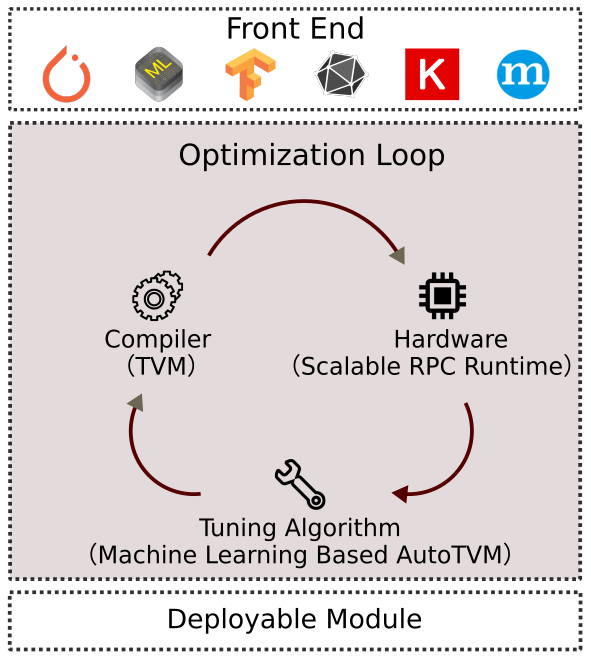 Front End
ML
K
m
Optimization Loop
Compiler
(TVM)
Hardware
(Scalable RPC Runtime)
Tuning Algorithm
(Machine Learning Based AutoTVM)
Deployable Module